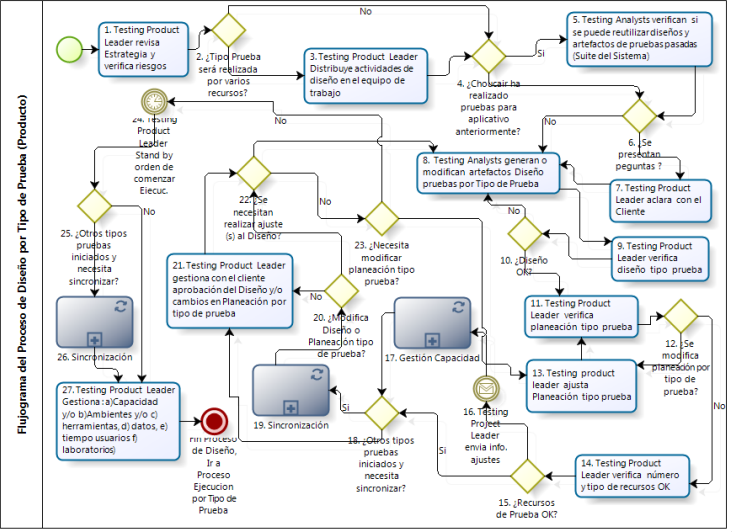 Flujograma del Proceso de Diseño por Tipo de Prueba (Producto)
1. Testing Product
Leader revisa
Estrategia y
verifica riesgos
2. ¿Tipo Prueba
será realizada
por varios
recursos?
No
3.Testing Product Leader
Distribuye actividades de
diseño en el equipo de
trabajo
4. ¿Choucair ha
realizado
pruebas para
aplicativo
anteriormente?
Si
5. Testing Analysts verifican si
se puede reutilizar diseños y
artefactos de pruebas pasadas
(Suite del Sistema)
No
6. ¿Se
presentan
peguntas ?
No
7. Testing Product
Leader aclara con el
Cliente
8. Testing Analysts generan o
modifican artefactos Diseño
pruebas por Tipo de Prueba
9. Testing Product
Leader verifica
diseño tipo prueba
10. ¿Diseño
OK?
No
11. Testing Product
Leader verifica
planeación tipo prueba
12. ¿Se
modifica
planeación por
tipo de
prueba?
No
13. Testing product
leader ajusta
Planeación tipo prueba
14. Testing Product
Leader verifica número
y tipo de recursos OK
15. ¿Recursos
de Prueba OK?
Si
16. Testing
Project
Leader
envia info.
ajustes
17. Gestión Capacidad
18. ¿Otros tipos
pruebas
iniciados y
necesita
sincronizar?
Si
19. Sincronización
20. ¿Modifica
Diseño o
Planeación tipo
de prueba?
No
21.Testing Product Leader
gestiona con el cliente
aprobación del Diseño y/o
cambios en Planeación por
tipo de prueba
22. ¿Se
necesitan
realizar ajuste
(s) al Diseño?
No
23. ¿Necesita
modificar
planeación tipo
prueba?
No
24. Testing
Product
Leader
Stand by
orden de
comenzar
Ejecuc.
25. ¿Otros tipos
pruebas
iniciados y
necesita
sincronizar?
No
26. Sincronización
27. Testing Product Leader
Gestiona :a)Capacidad
y/o b)Ambientes y/o c)
herramientas, d) datos, e)
tiempo usuarios f)
laboratorios)
Fin Proceso
de Diseño,
Ir a
Proceso
Ejecucion
por Tipo de
Prueba